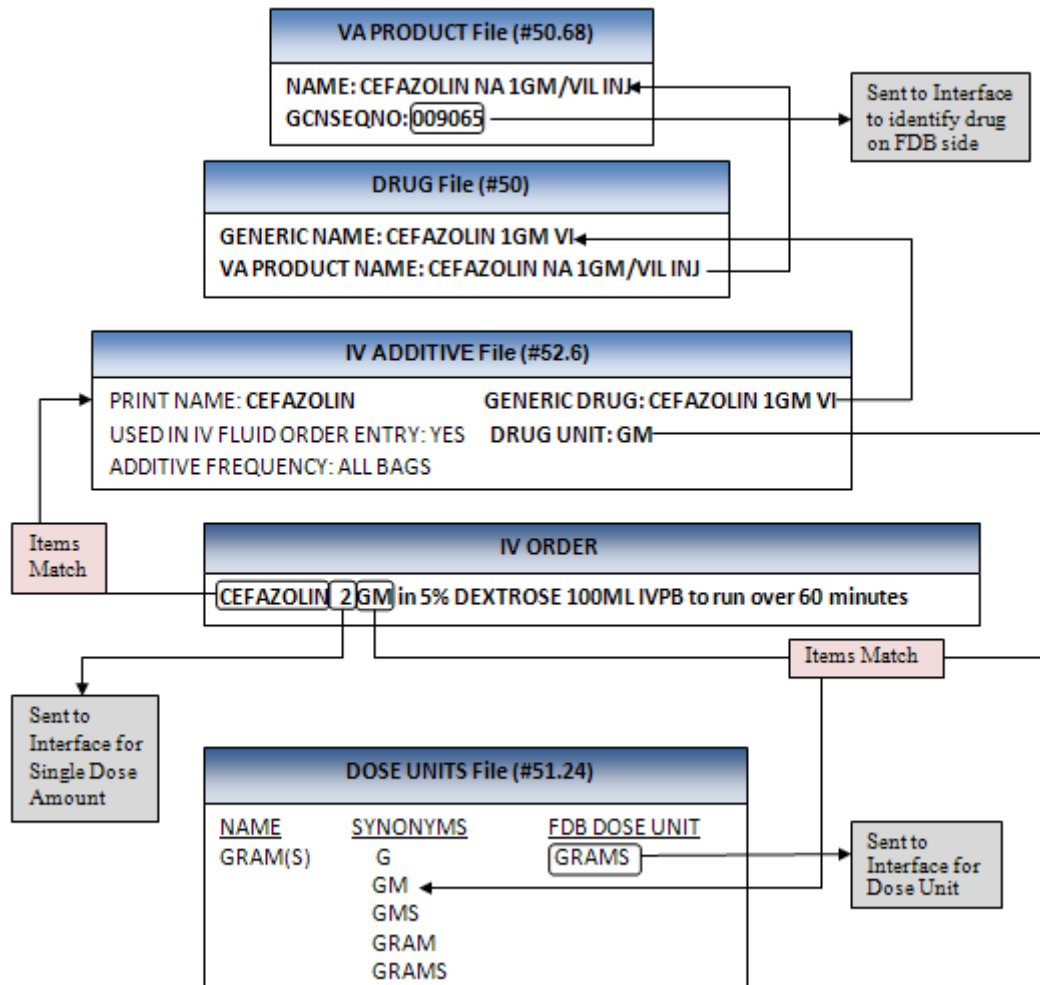 VA PRODUCT File (#50.68)
NAME: CEFAZOLIN NA 1GM/VIL INJ
GCNSEQNO: 009065
Sent to Interface
to identify drug
on FDB side
DRUG File (#50)
GENERIC NAME: CEFAZOLIN 1GM VI
VA PRODUCT NAME: CEFAZOLIN NA 1GM/VIL INJ
IV ADDITIVE File (#52.6)
PRINT NAME: CEFAZOLIN GENERIC DRUG: CEFAZOLIN 1GM VI
USED IN IV FLUID ORDER ENTRY: YES DRUG UNIT: GM
ADDITIVE FREQUENCY: ALL BAGS
Items
Match
IV ORDER
CEFAZOLIN 2 GM in 5% DEXTROSE 100ML IVPB to run over 60 minutes
Items Match
Sent to
Interface for
Single Dose
Amount
DOSE UNITS File (#51.24)
NAME SYNONYMS FDB DOSE UNIT
GRAM(S) G GRAMS
GM
GMS
GRAM
GRAMS
Sent to
Interface for
Dose Unit